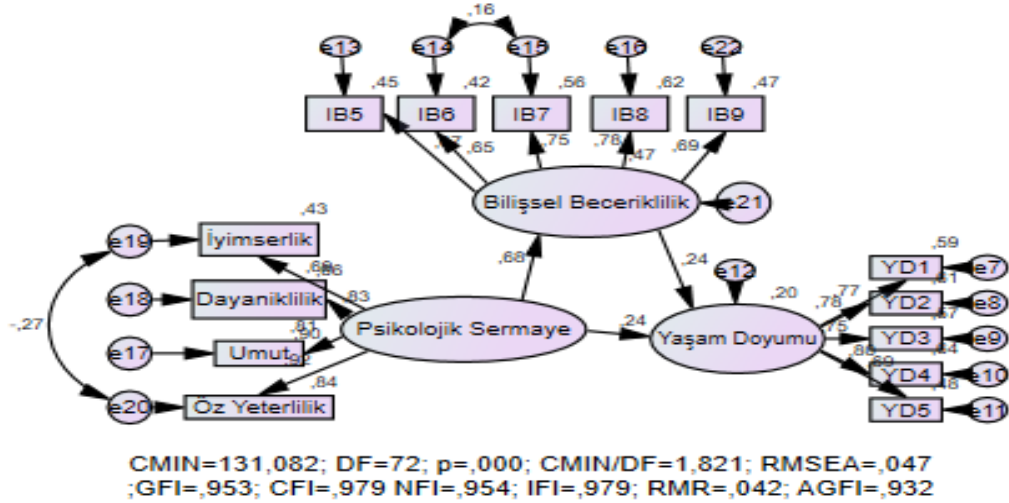 ,16
e13 e14 e15 e16 e22
,45 ,42 ,56 ,62 ,47
IB5 IB6 IB7 IB8 IB9
,65 ,75 ,78 ,47 ,69
Bilişsel Beceriklilik e21
,43
e19 İyimserlik
,68 ,24 e12 ,59
YD1 e7
e18 Dayaniklilik ,83 ,20 ,78 ,77
YD2 e8
-,27 Psikolojik Sermaye ,24 Yaşam Doyumu ,75
YD3 e9
e17 Umut ,90
YD4 e10
,84
e20 Öz Yeterlilik YD5 e11
CMIN=131,082; DF=72; p=,000; CMIN/DF=1,821; RMSEA=,047
;GFI=,953; CFI=,979 NFI=,954; IFI=,979; RMR=,042; AGFI=,932